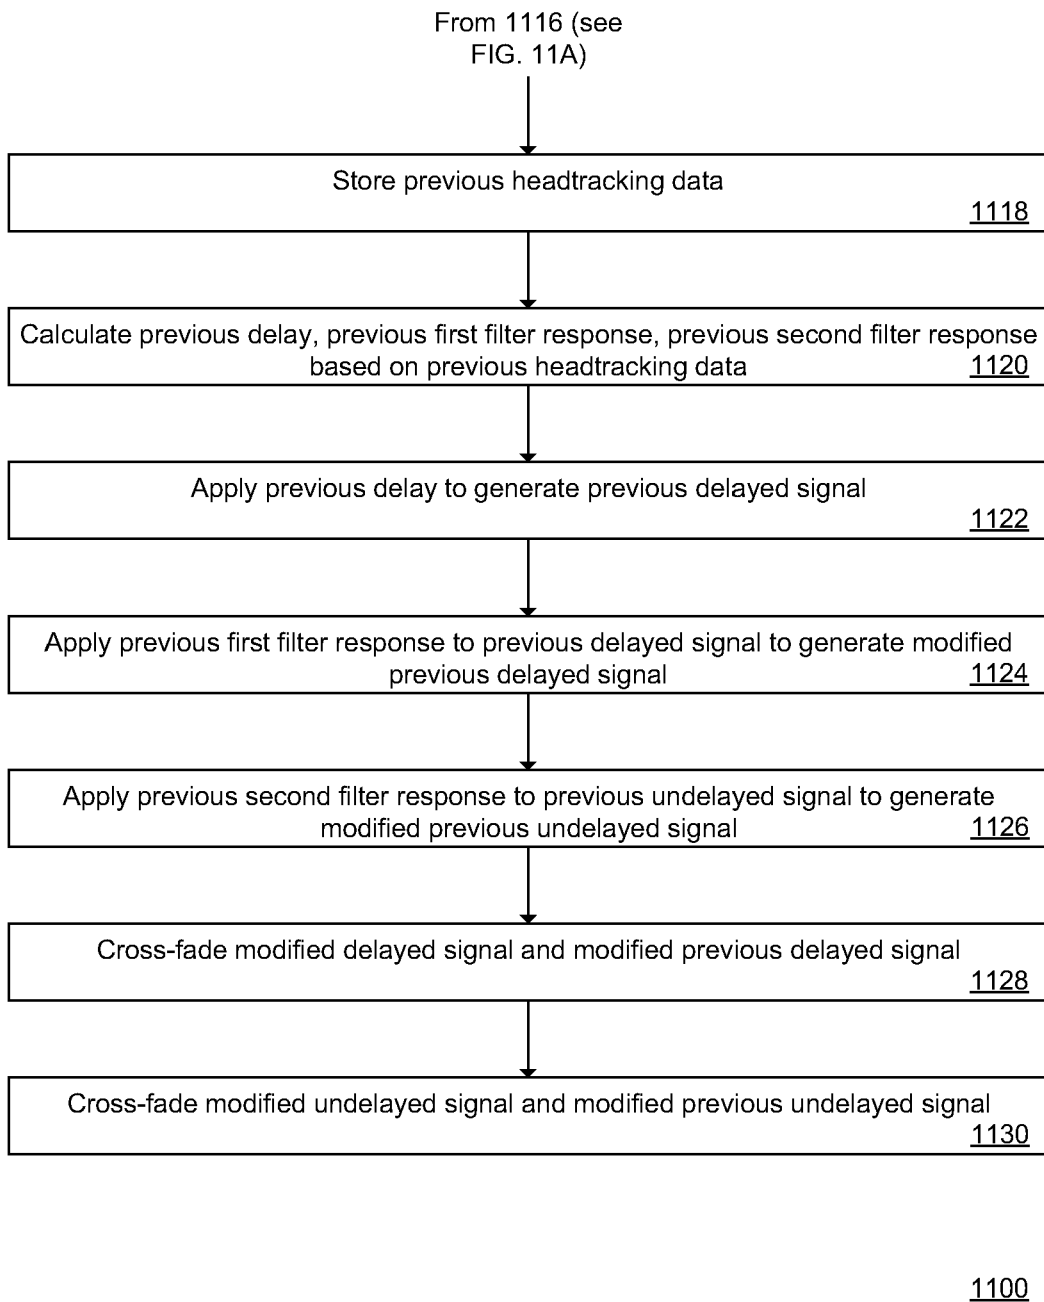 From 1116 (see
FIG. 11A)
Store previous headtracking data
1118
Calculate previous delay, previous first filter response, previous second filter response
based on previous headtracking data
1120
Apply previous delay to generate previous delayed signal
1122
Apply previous first filter response to previous delayed signal to generate modified
previous delayed signal
1124
Apply previous second filter response to previous undelayed signal to generate
modified previous undelayed signal
1126
Cross-fade modified delayed signal and modified previous delayed signal
1128
Cross-fade modified undelayed signal and modified previous undelayed signal
1130
1100